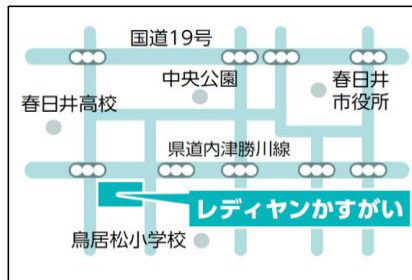 国道19号
中央公園
春日井
市役所
春日井高校
県道内津勝川線
レディヤンかすがい
鳥居松小学校